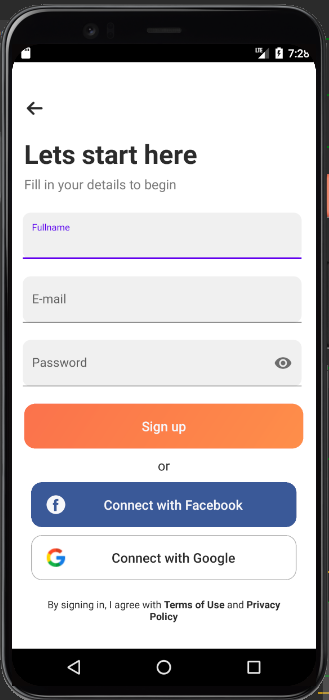 LTE 7:26
Lets start here
Fill in your details to begin
Fullname
E-mail
Password
Sign up
or
Connect with Facebook
Connect with Google
By signing in, I agree with Terms of Use and Privacy
Policy